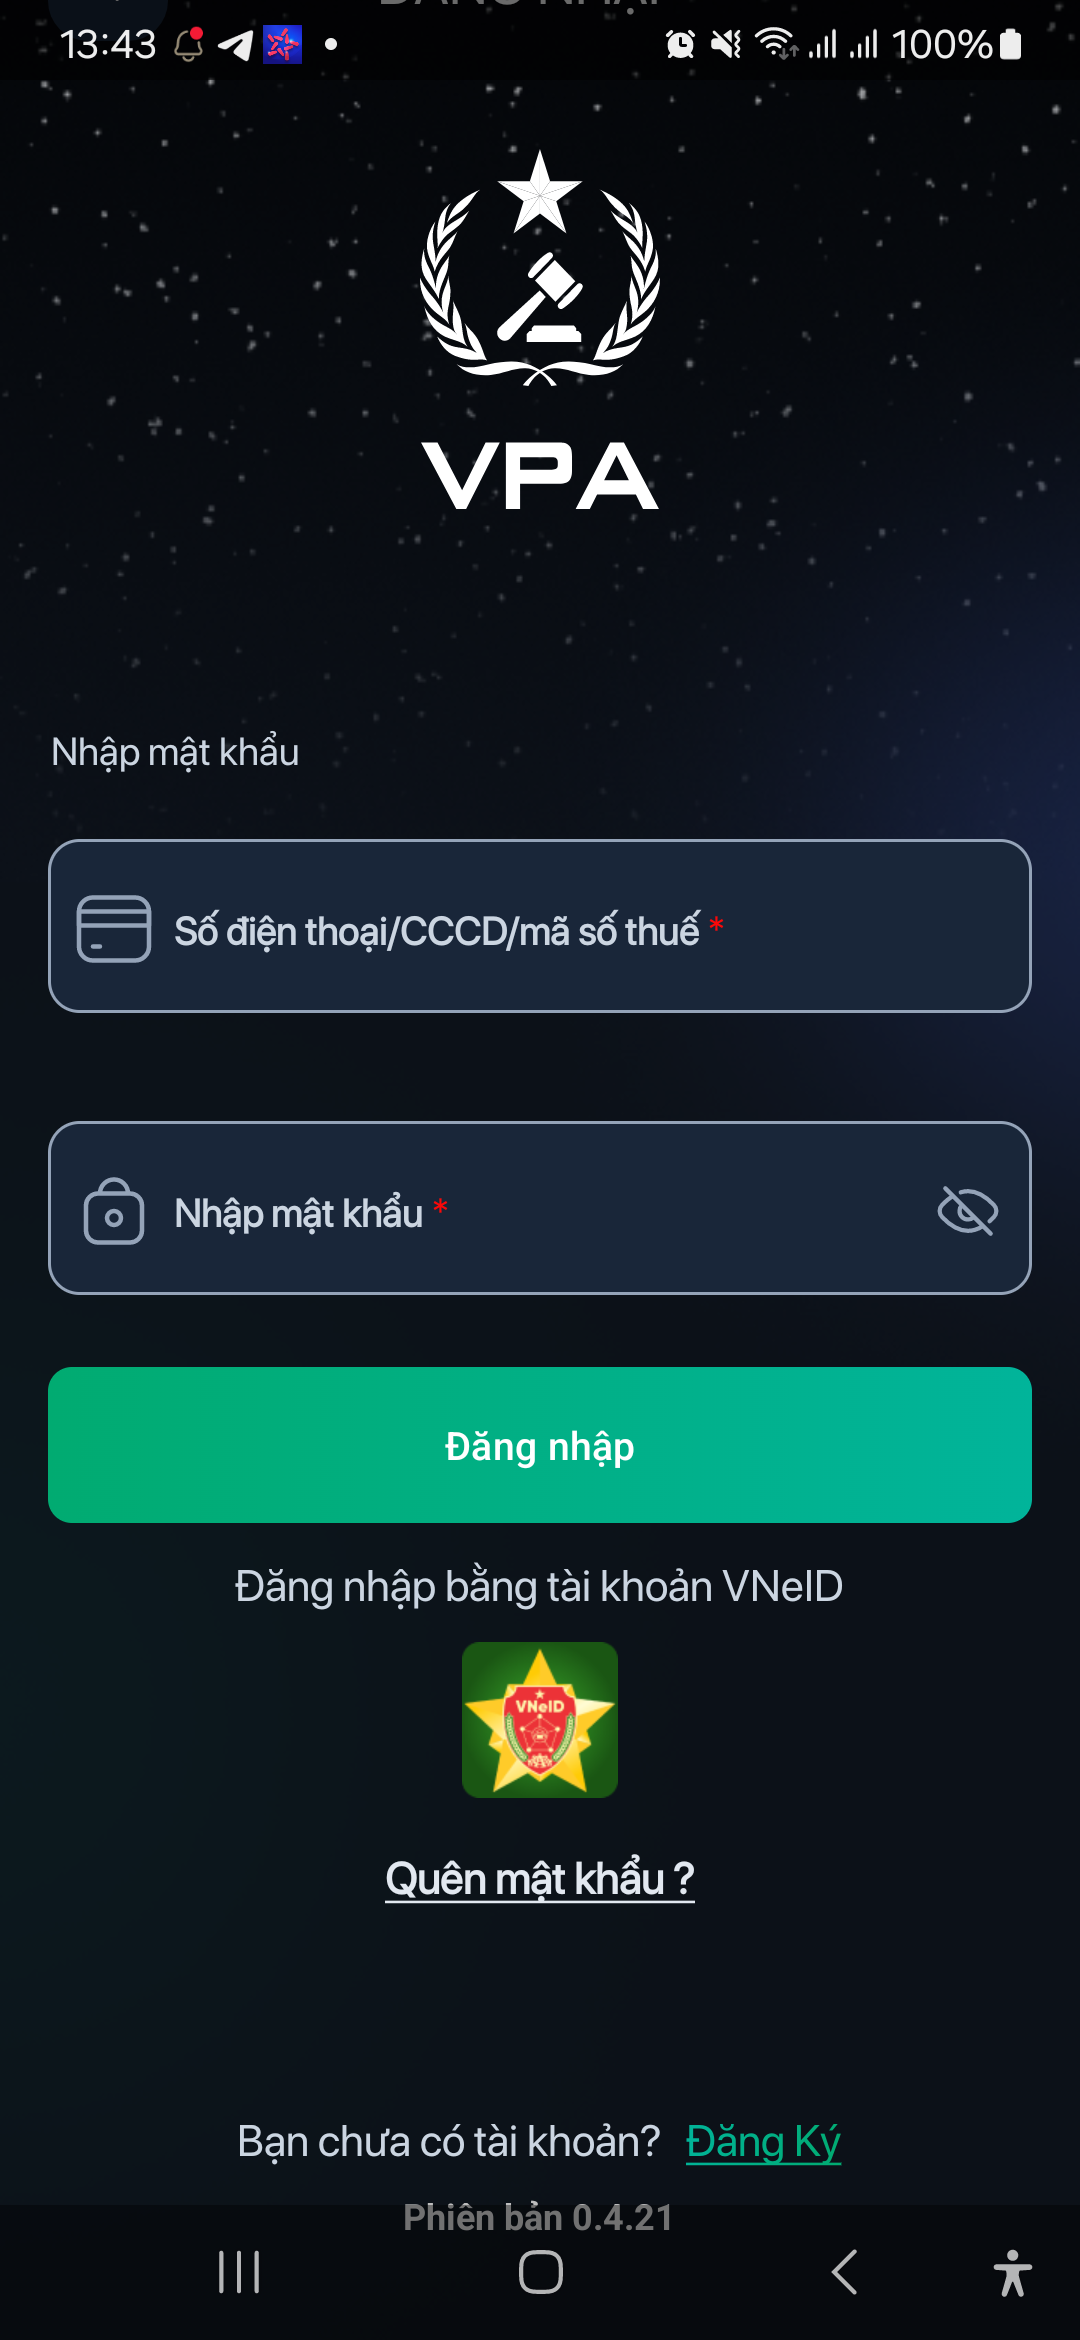 13:43
100%
VPA
Nhập mật khẩu
Số điện thoại/CCCD/mã số thuế *
Nhập mật khẩu *
Đăng nhập
Đăng nhập bằng tài khoản VNeID
VNeID
Quên mật khẩu ?
Bạn chưa có tài khoản? Đăng Ký
Phiên bản 0.4.21